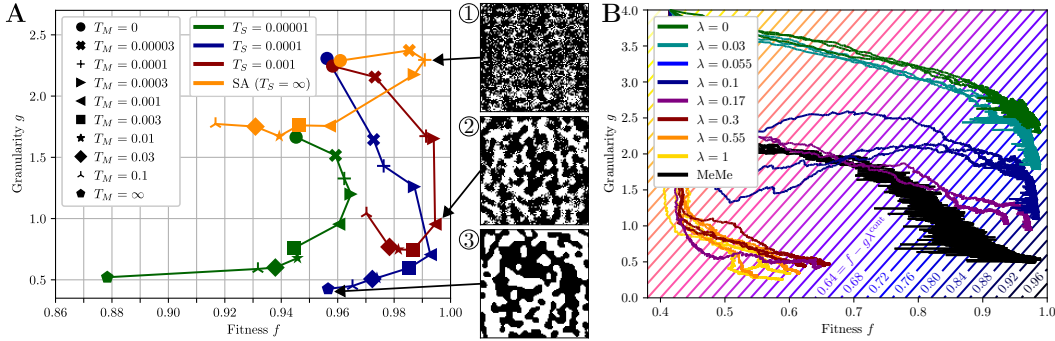 A
T_M = 0
T_M = 0.00003
T_M = 0.0001
T_M = 0.0003
T_M = 0.001
T_M = 0.003
T_M = 0.01
T_M = 0.03
T_M = 0.1
T_M = ∞
T_S = 0.00001
T_S = 0.0001
T_S = 0.001
SA (T_S = ∞)
Granularity g
2.5
2.0
1.5
1.0
0.5
0.86
0.88
0.90
0.92
0.94
0.96
0.98
1.00
Fitness f
①
②
③
B
λ = 0
λ = 0.03
λ = 0.055
λ = 0.1
λ = 0.17
λ = 0.3
λ = 0.55
λ = 1
MeMe
Granularity g
4.0
3.5
3.0
2.5
2.0
1.5
1.0
0.5
0.0
0.64 = f − gλ^cont
0.68
0.72
0.76
0.80
0.84
0.88
0.92
0.96
0.4
0.5
0.6
0.7
0.8
0.9
1.0
Fitness f